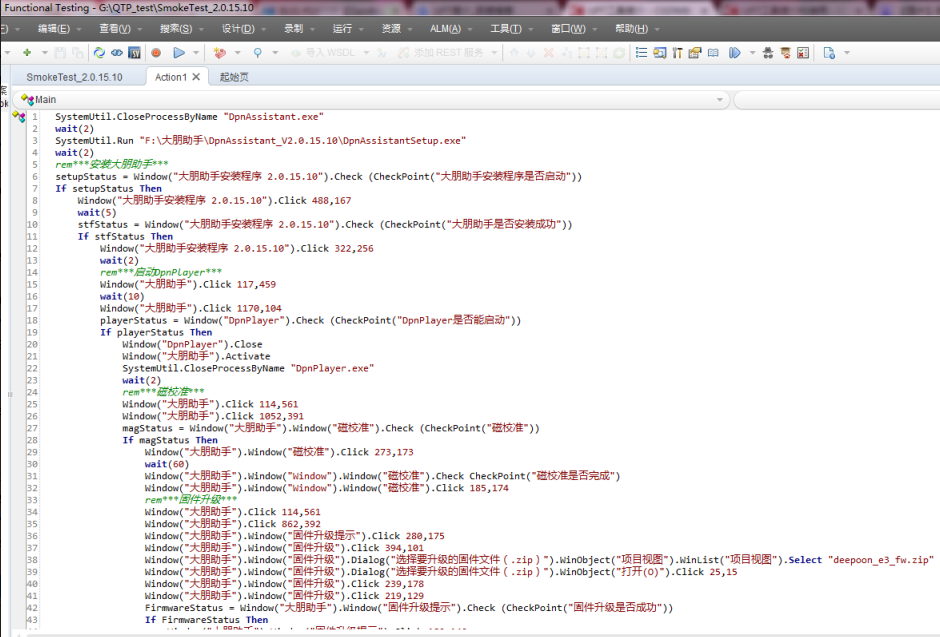 Functional Testing - G:\QTP_test\SmokeTest_2.0.15.10
编辑(E) 查看(V) 搜索(S) 设计(D) 录制 运行 资源 ALM(A) 工具(T) 窗口(W) 帮助(H)
导入 WSDL 添加 REST 服务
SmokeTest_2.0.15.10 Action1 起始页
Main
1 SystemUtil.CloseProcessByName "DpnAssistant.exe"
2 wait(2)
3 SystemUtil.Run "F:\大朋助手\DpnAssistant_V2.0.15.10\DpnAssistantSetup.exe"
4 wait(2)
5 rem***安装大朋助手***
6 setupStatus = Window("大朋助手安装程序 2.0.15.10").Check (CheckPoint("大朋助手安装程序是否启动"))
7 If setupStatus Then
8 Window("大朋助手安装程序 2.0.15.10").Click 488,167
9 wait(5)
10 stfStatus = Window("大朋助手安装程序 2.0.15.10").Check (CheckPoint("大朋助手是否安装成功"))
11 If stfStatus Then
12 Window("大朋助手安装程序 2.0.15.10").Click 322,256
13 wait(2)
14 rem***启动DpnPlayer***
15 Window("大朋助手").Click 117,459
16 wait(10)
17 Window("大朋助手").Click 1170,104
18 playerStatus = Window("DpnPlayer").Check (CheckPoint("DpnPlayer是否能启动"))
19 If playerStatus Then
20 Window("DpnPlayer").Close
21 Window("大朋助手").Activate
22 SystemUtil.CloseProcessByName "DpnPlayer.exe"
23 wait(2)
24 rem***磁校准***
25 Window("大朋助手").Click 114,561
26 Window("大朋助手").Click 1052,391
27 magStatus = Window("大朋助手").Window("磁校准").Check (CheckPoint("磁校准"))
28 If magStatus Then
29 Window("大朋助手").Window("磁校准").Click 273,173
30 wait(60)
31 Window("大朋助手").Window("Window").Window("磁校准").Check CheckPoint("磁校准是否完成")
32 Window("大朋助手").Window("Window").Window("磁校准").Click 185,174
33 rem***固件升级***
34 Window("大朋助手").Click 114,561
35 Window("大朋助手").Click 862,392
36 Window("大朋助手").Window("固件升级提示").Click 280,175
37 Window("大朋助手").Window("固件升级").Click 394,101
38 Window("大朋助手").Window("固件升级").Dialog("选择要升级的固件文件（.zip）").WinObject("项目视图").WinList("项目视图").Select "deepoon_e3_fw.zip"
39 Window("大朋助手").Window("固件升级").Dialog("选择要升级的固件文件（.zip）").WinObject("打开(O)").Click 25,15
40 Window("大朋助手").Window("固件升级").Click 239,178
41 Window("大朋助手").Window("固件升级").Click 219,129
42 FirmwareStatus = Window("大朋助手").Window("固件升级提示").Check (CheckPoint("固件升级是否成功"))
43 If FirmwareStatus Then